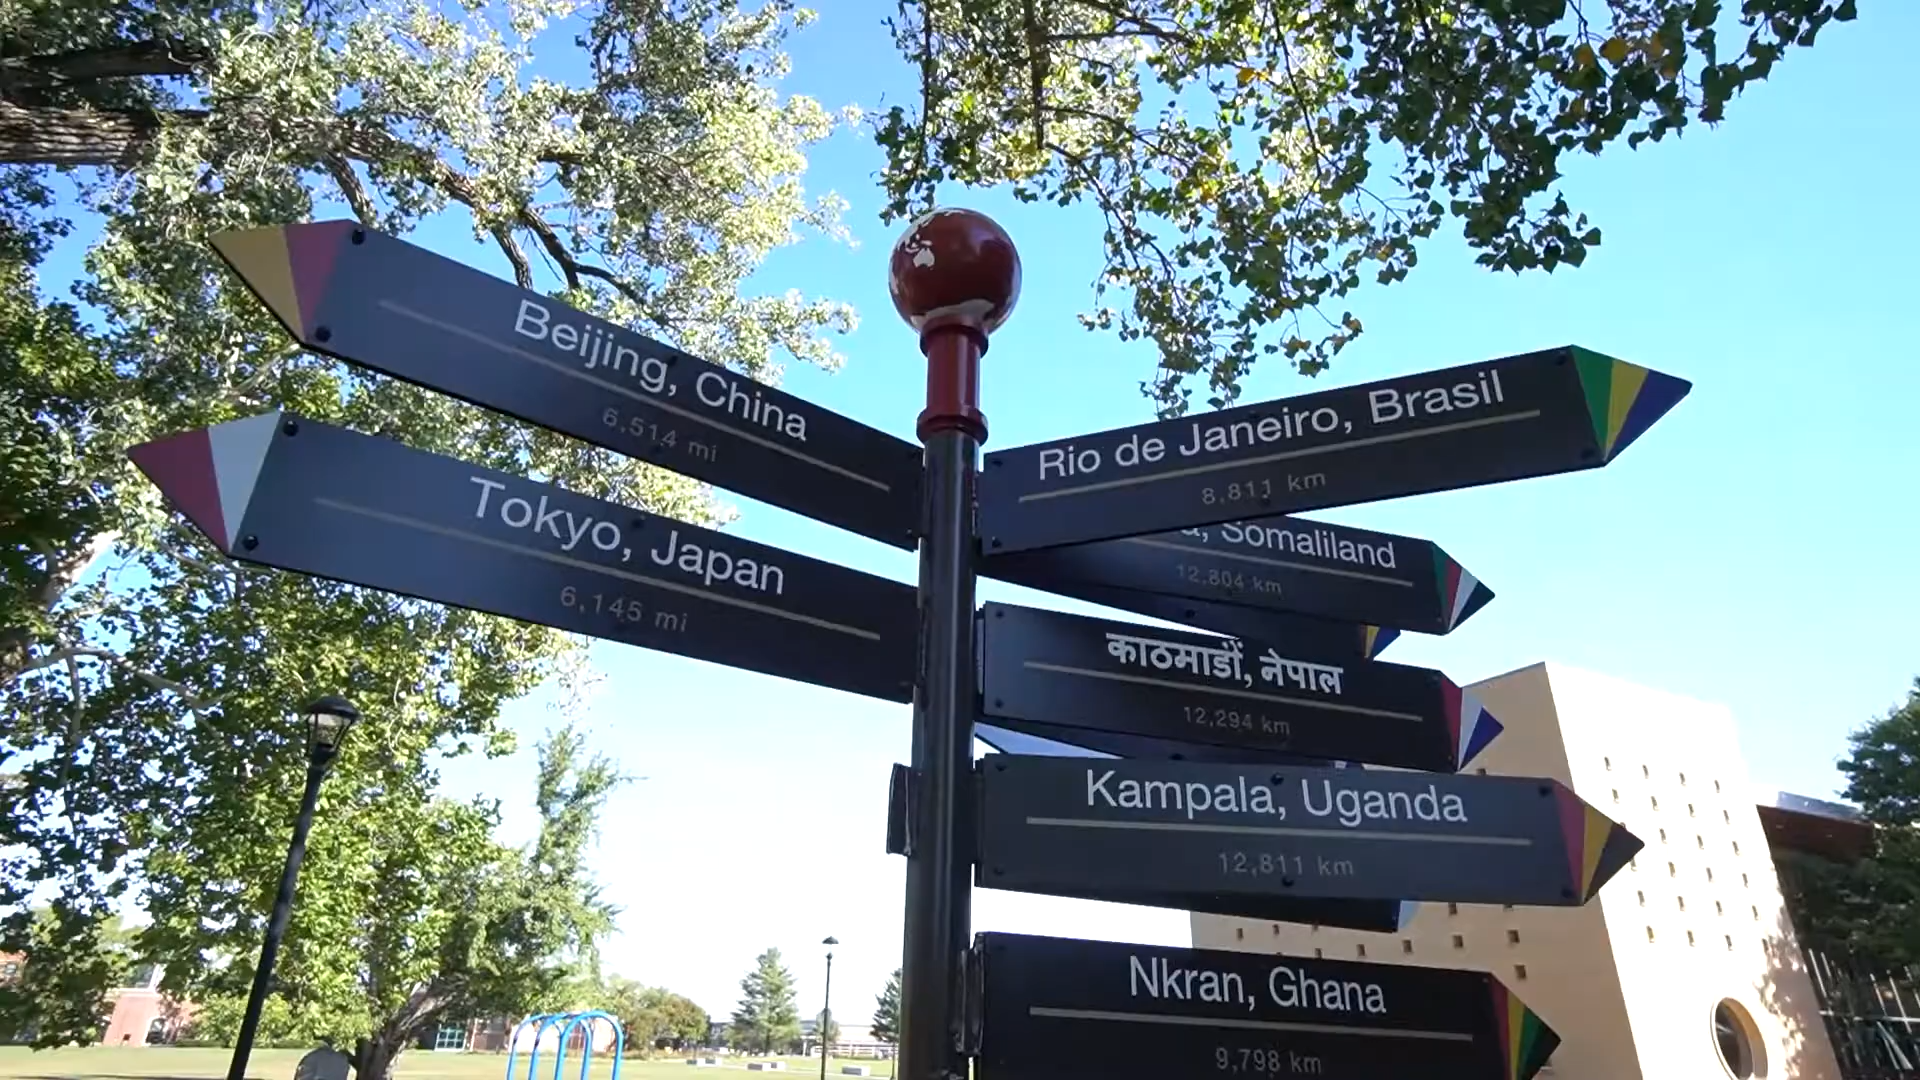 Beijing, China
6,514 mi
Tokyo, Japan
6,145 mi
Rio de Janeiro, Brasil
8,811 km
Somaliland
12,804 km
काठमाडौं, नेपाल
12,294 km
Kampala, Uganda
12,811 km
Nkran, Ghana
9,798 km